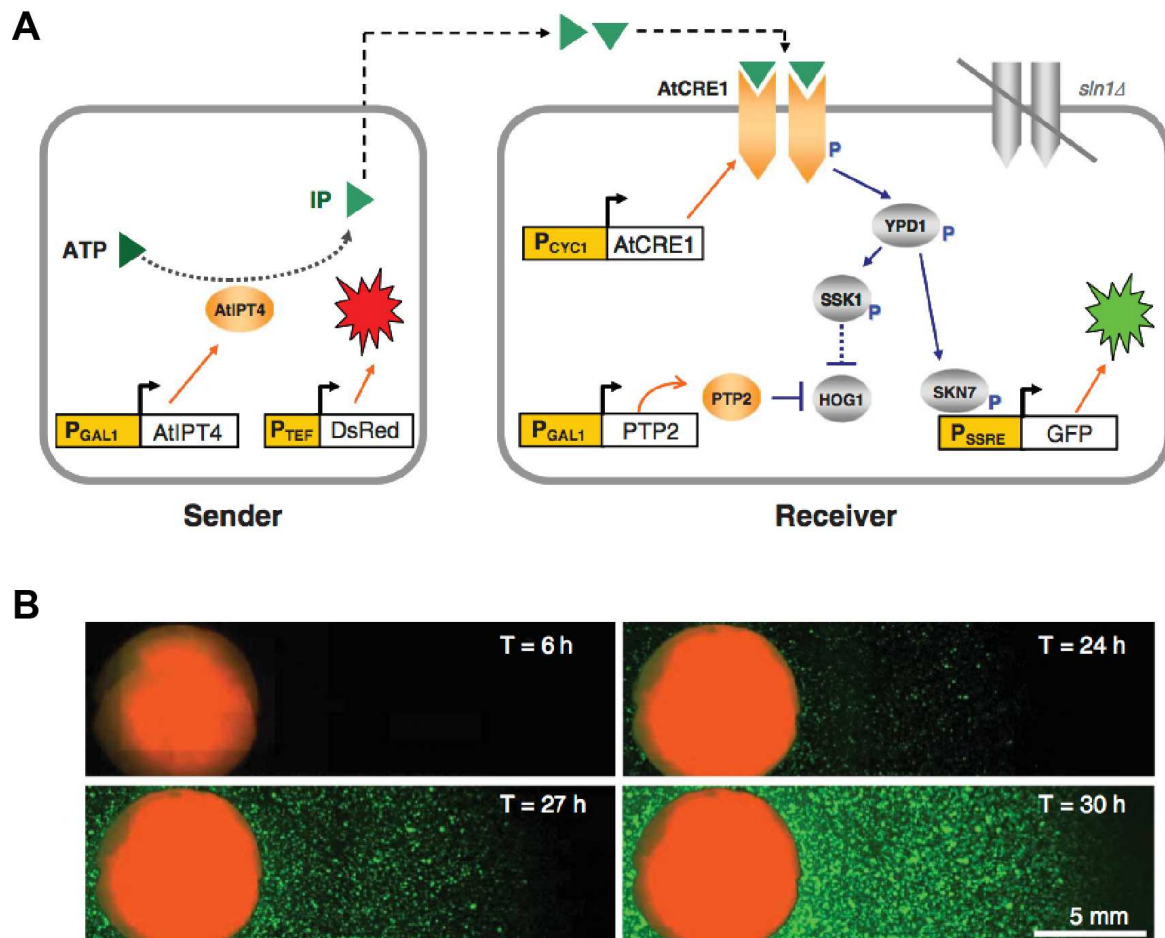 A
AtCRE1
sln1Δ
P
IP
ATP
YPD1
P
PCYC1
AtCRE1
SSK1
P
AtIPT4
PTP2
HOG1
SKN7
P
PGAL1
AtIPT4
PTEF
DsRed
PGAL1
PTP2
PSSRE
GFP
Sender
Receiver
B
T = 6 h
T = 24 h
T = 27 h
T = 30 h
5 mm